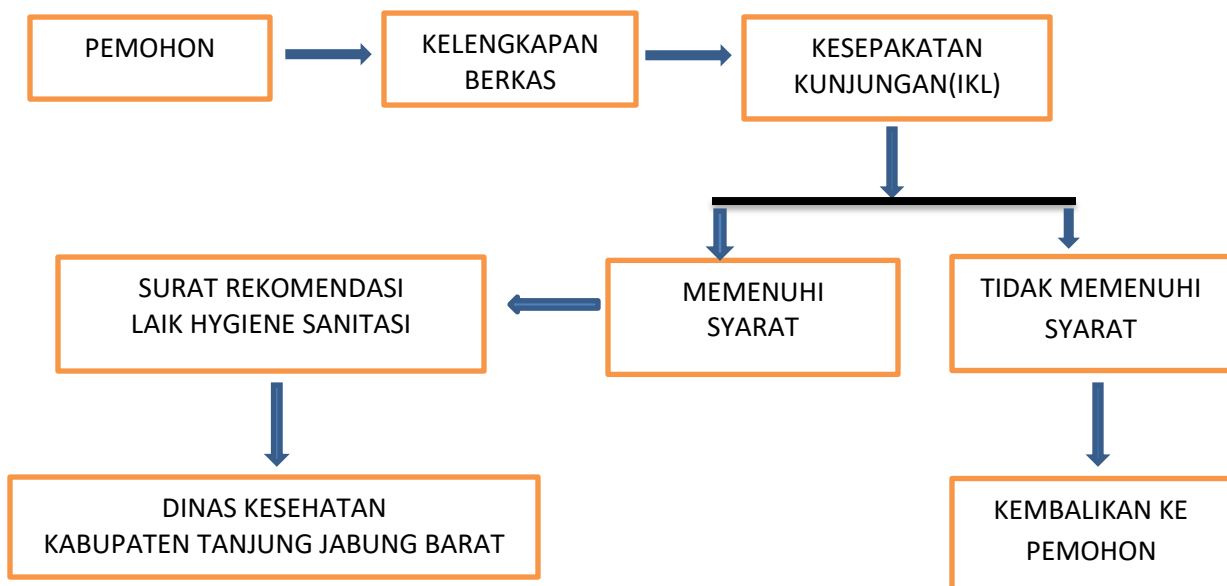 PEMOHON
KELENGKAPAN
BERKAS
KESEPAKATAN
KUNJUNGAN(IKL)
SURAT REKOMENDASI
LAIK HYGIENE SANITASI
MEMENUHI
SYARAT
TIDAK MEMENUHI
SYARAT
DINAS KESEHATAN
KABUPATEN TANJUNG JABUNG BARAT
KEMBALIKAN KE
PEMOHON